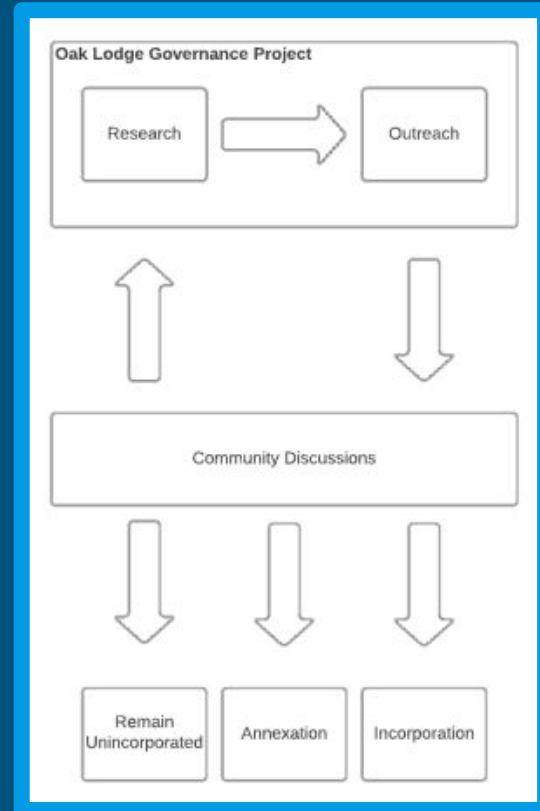 Oak Lodge Governance Project
Research
Outreach
Community Discussions
Remain
Unincorporated
Annexation
Incorporation